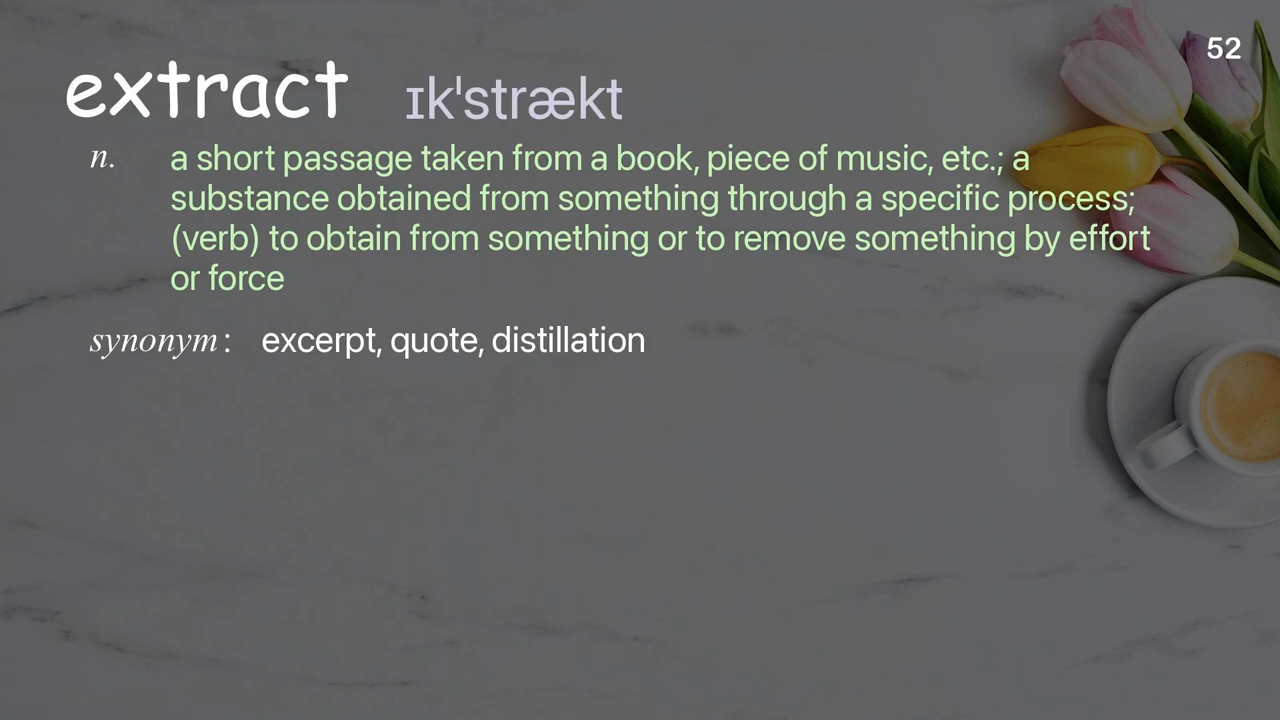 52
extract ɪkˈstrækt
n. a short passage taken from a book, piece of music, etc.; a
substance obtained from something through a specific process;
(verb) to obtain from something or to remove something by effort
or force
synonym: excerpt, quote, distillation